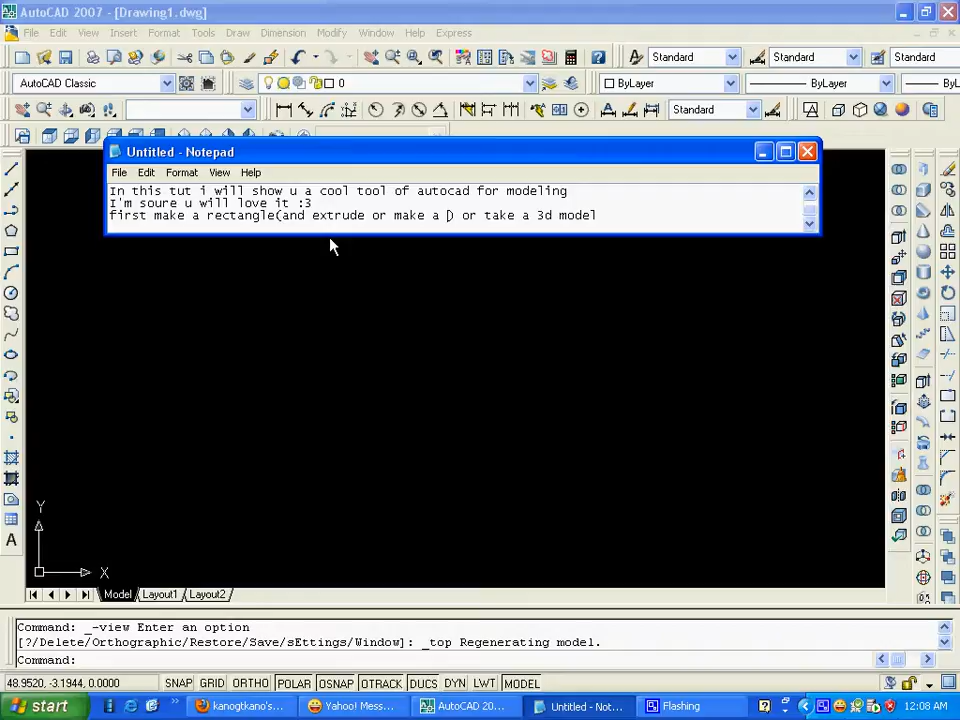 AutoCAD 2007 - [Drawing1.dwg]
File Edit View Insert Format Tools Draw Dimension Modify Window Help Express
Standard Standard Standard
AutoCAD Classic 0 ByLayer ByLayer ByL
Standard
Untitled - Notepad
File Edit Format View Help
In this tut i will show u a cool tool of autocad for modeling
I'm soure u will love it :3
first make a rectangle(and extrude or make a ) or take a 3d model
Y
X
A
Model Layout1 Layout2
Command: _-view Enter an option
[?/Delete/Orthographic/Restore/Save/sEttings/Window]: _top Regenerating model.
Command:
48.9520, -3.1944, 0.0000 SNAP GRID ORTHO POLAR OSNAP OTRACK DUCS DYN LWT MODEL
start kanogtkano's... Yahoo! Mess... AutoCAD 20... Untitled - Not... Flashing 12:08 AM